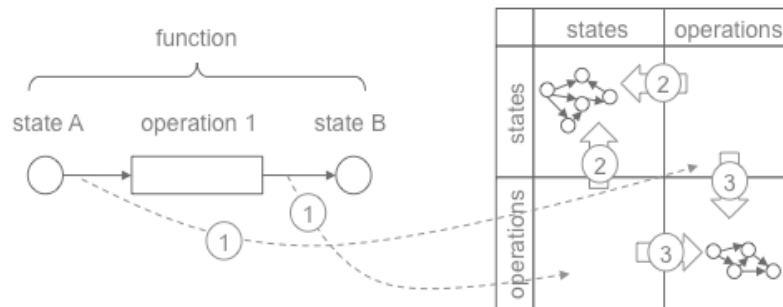 function
state A operation 1 state B
1
1
states operations
states
operations
2
2
3
3